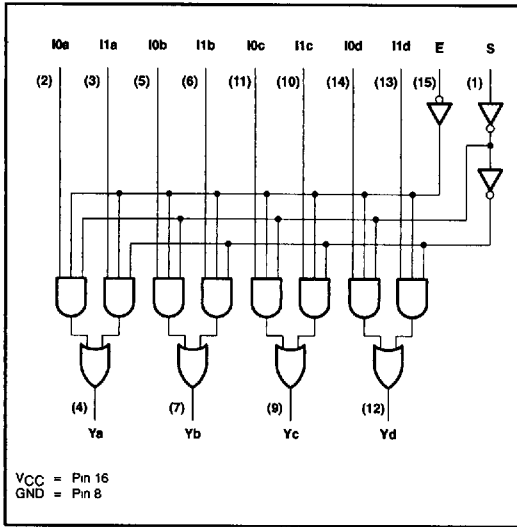 I0a I1a I0b I1b I0c I1c I0d I1d E S
(2) (3) (5) (6) (11) (10) (14) (13) (15) (1)
(4) (7) (9) (12)
Ya Yb Yc Yd
VCC = Pin 16
GND = Pin 8